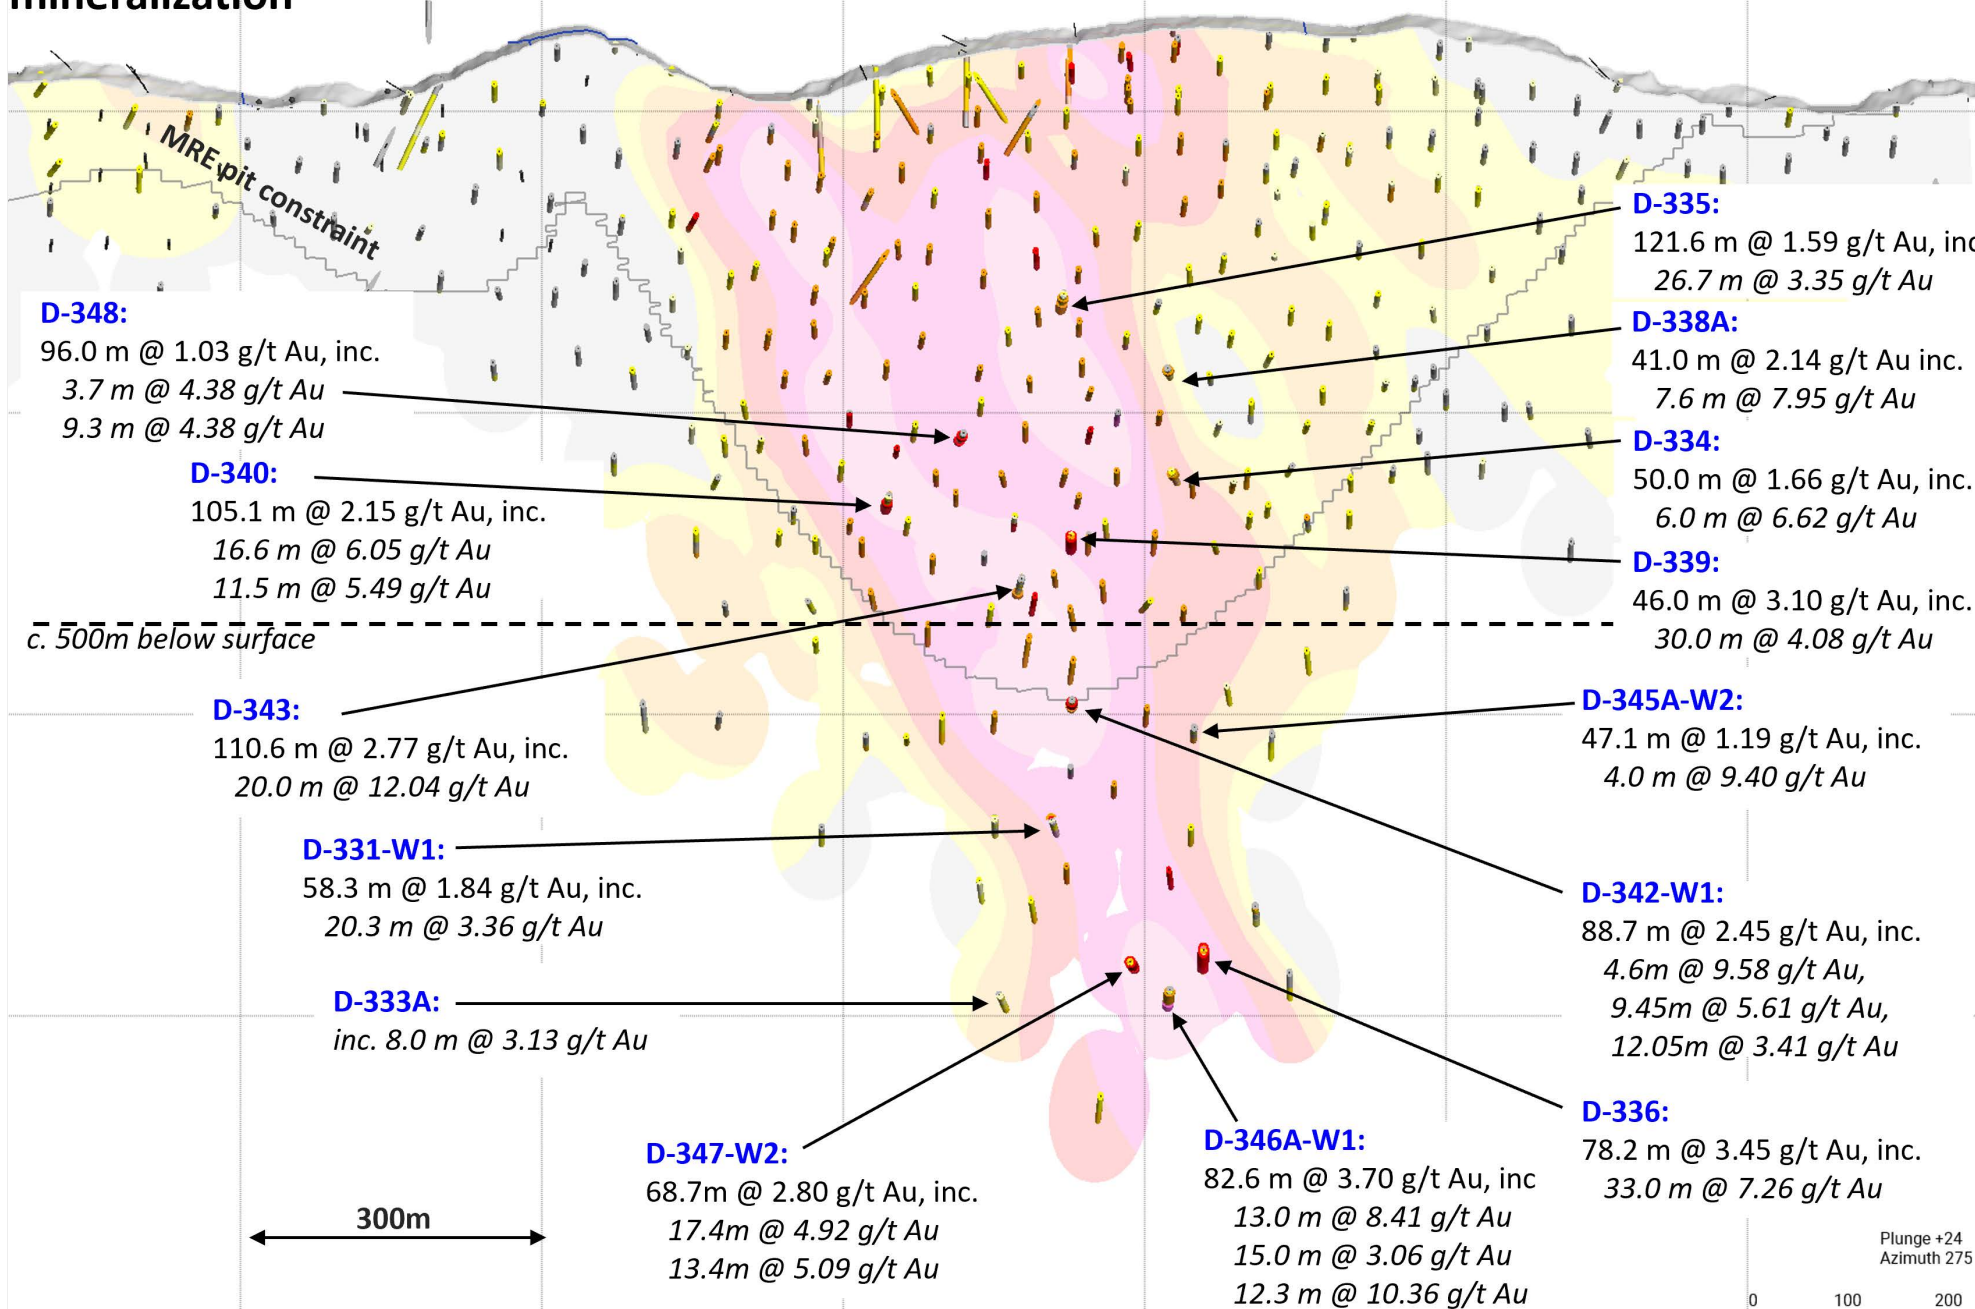 mineralization
MRE pit constraint
D-335:
121.6 m @ 1.59 g/t Au, inc
26.7 m @ 3.35 g/t Au
D-348:
96.0 m @ 1.03 g/t Au, inc.
3.7 m @ 4.38 g/t Au
9.3 m @ 4.38 g/t Au
D-338A:
41.0 m @ 2.14 g/t Au inc.
7.6 m @ 7.95 g/t Au
D-340:
105.1 m @ 2.15 g/t Au, inc.
16.6 m @ 6.05 g/t Au
11.5 m @ 5.49 g/t Au
D-334:
50.0 m @ 1.66 g/t Au, inc.
6.0 m @ 6.62 g/t Au
D-339:
46.0 m @ 3.10 g/t Au, inc.
30.0 m @ 4.08 g/t Au
c. 500m below surface
D-343:
110.6 m @ 2.77 g/t Au, inc.
20.0 m @ 12.04 g/t Au
D-345A-W2:
47.1 m @ 1.19 g/t Au, inc.
4.0 m @ 9.40 g/t Au
D-331-W1:
58.3 m @ 1.84 g/t Au, inc.
20.3 m @ 3.36 g/t Au
D-342-W1:
88.7 m @ 2.45 g/t Au, inc.
4.6m @ 9.58 g/t Au,
9.45m @ 5.61 g/t Au,
12.05m @ 3.41 g/t Au
D-333A:
inc. 8.0 m @ 3.13 g/t Au
D-336:
78.2 m @ 3.45 g/t Au, inc.
33.0 m @ 7.26 g/t Au
D-347-W2:
68.7m @ 2.80 g/t Au, inc.
17.4m @ 4.92 g/t Au
13.4m @ 5.09 g/t Au
D-346A-W1:
82.6 m @ 3.70 g/t Au, inc
13.0 m @ 8.41 g/t Au
15.0 m @ 3.06 g/t Au
12.3 m @ 10.36 g/t Au
300m
Plunge +24
Azimuth 275
0 100 200